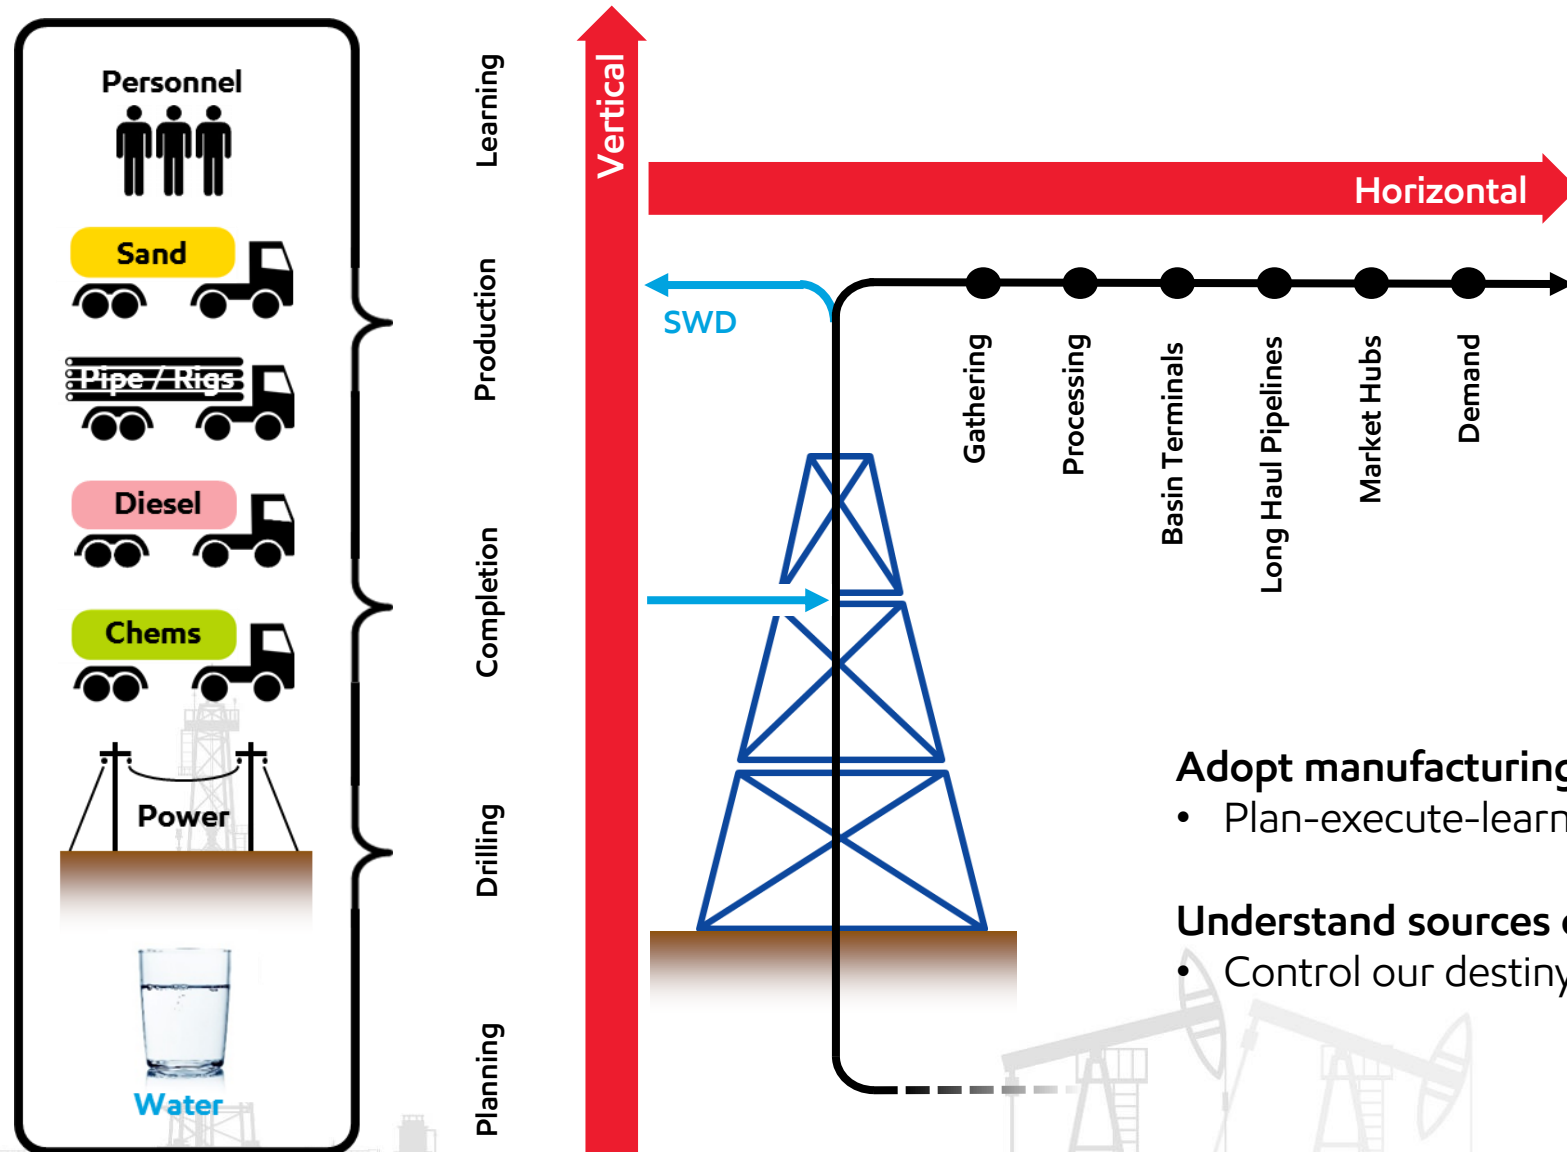 Personnel
Sand
Pipe / Rigs
Diesel
Chems
Power
Water
Learning
Production
Completion
Drilling
Planning
Vertical
Horizontal
SWD
Gathering
Processing
Basin Terminals
Long Haul Pipelines
Market Hubs
Demand
Adopt manufacturing
• Plan-execute-learn
Understand sources
• Control our destiny